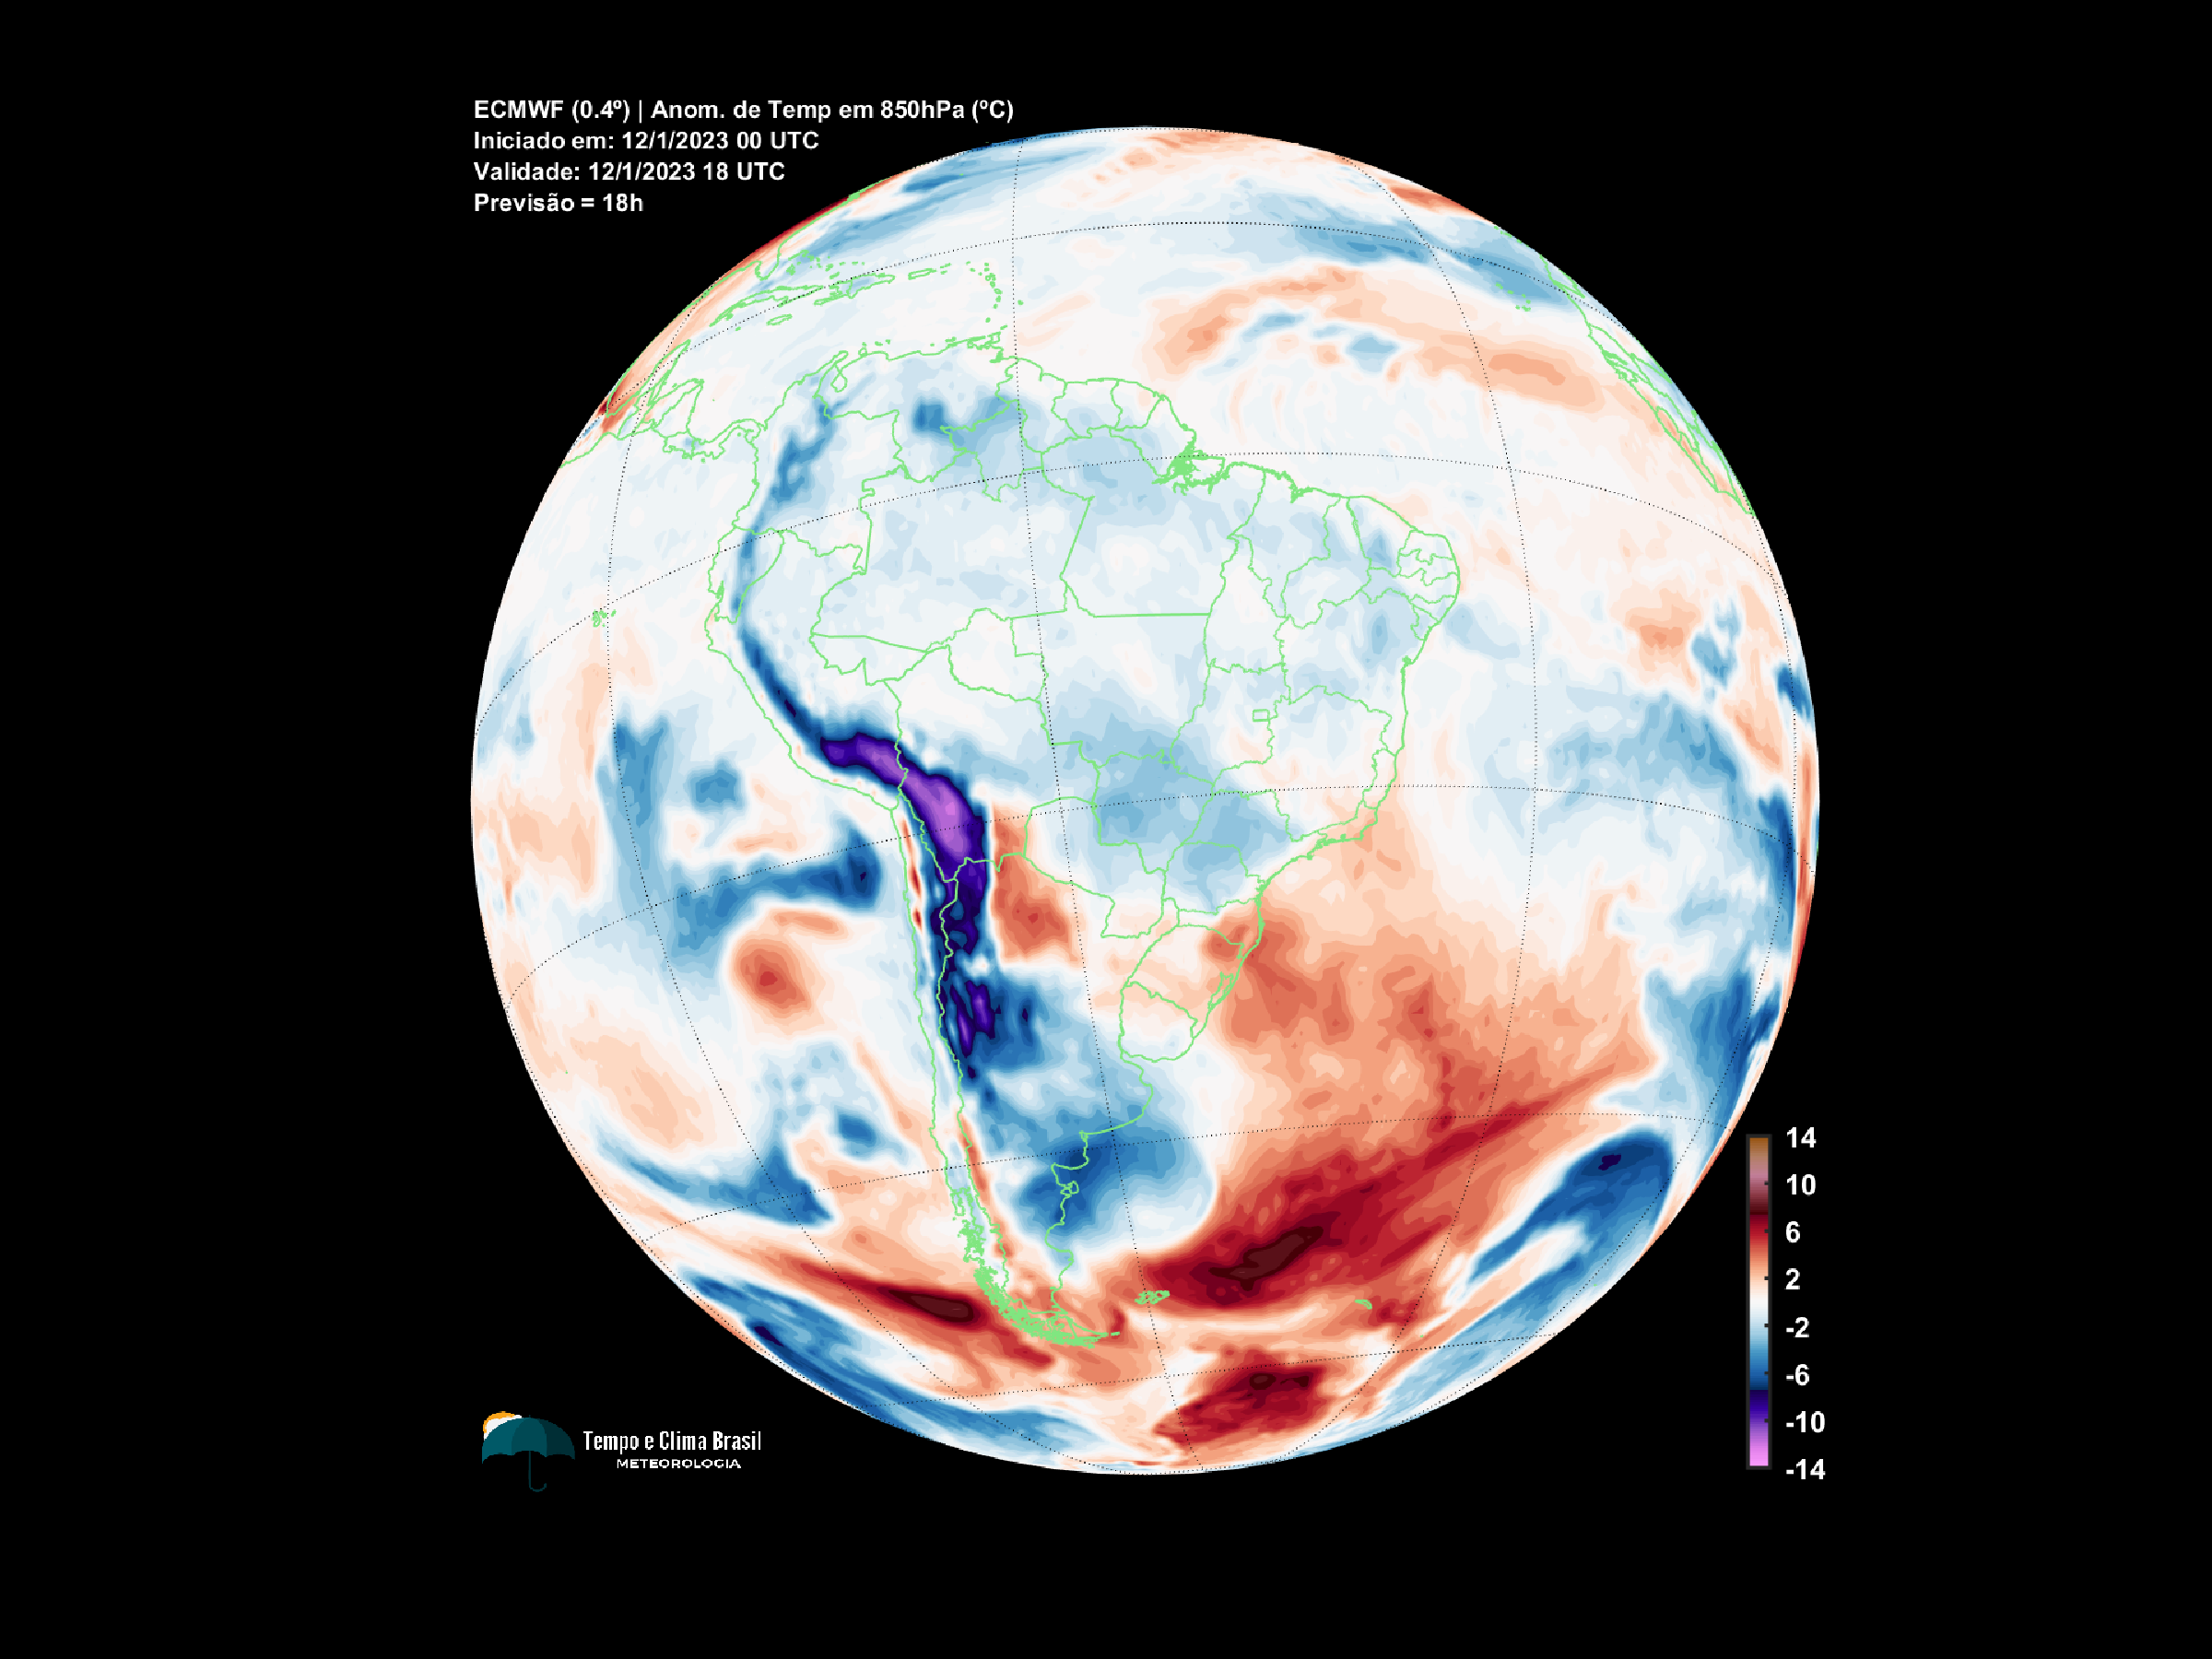 ECMWF (0.4º) | Anom. de Temp em 850hPa (ºC)
Iniciado em: 12/1/2023 00 UTC
Validade: 12/1/2023 18 UTC
Previsão = 18h
14
10
6
2
-2
-6
-10
-14
Tempo e Clima Brasil
METEOROLOGIA